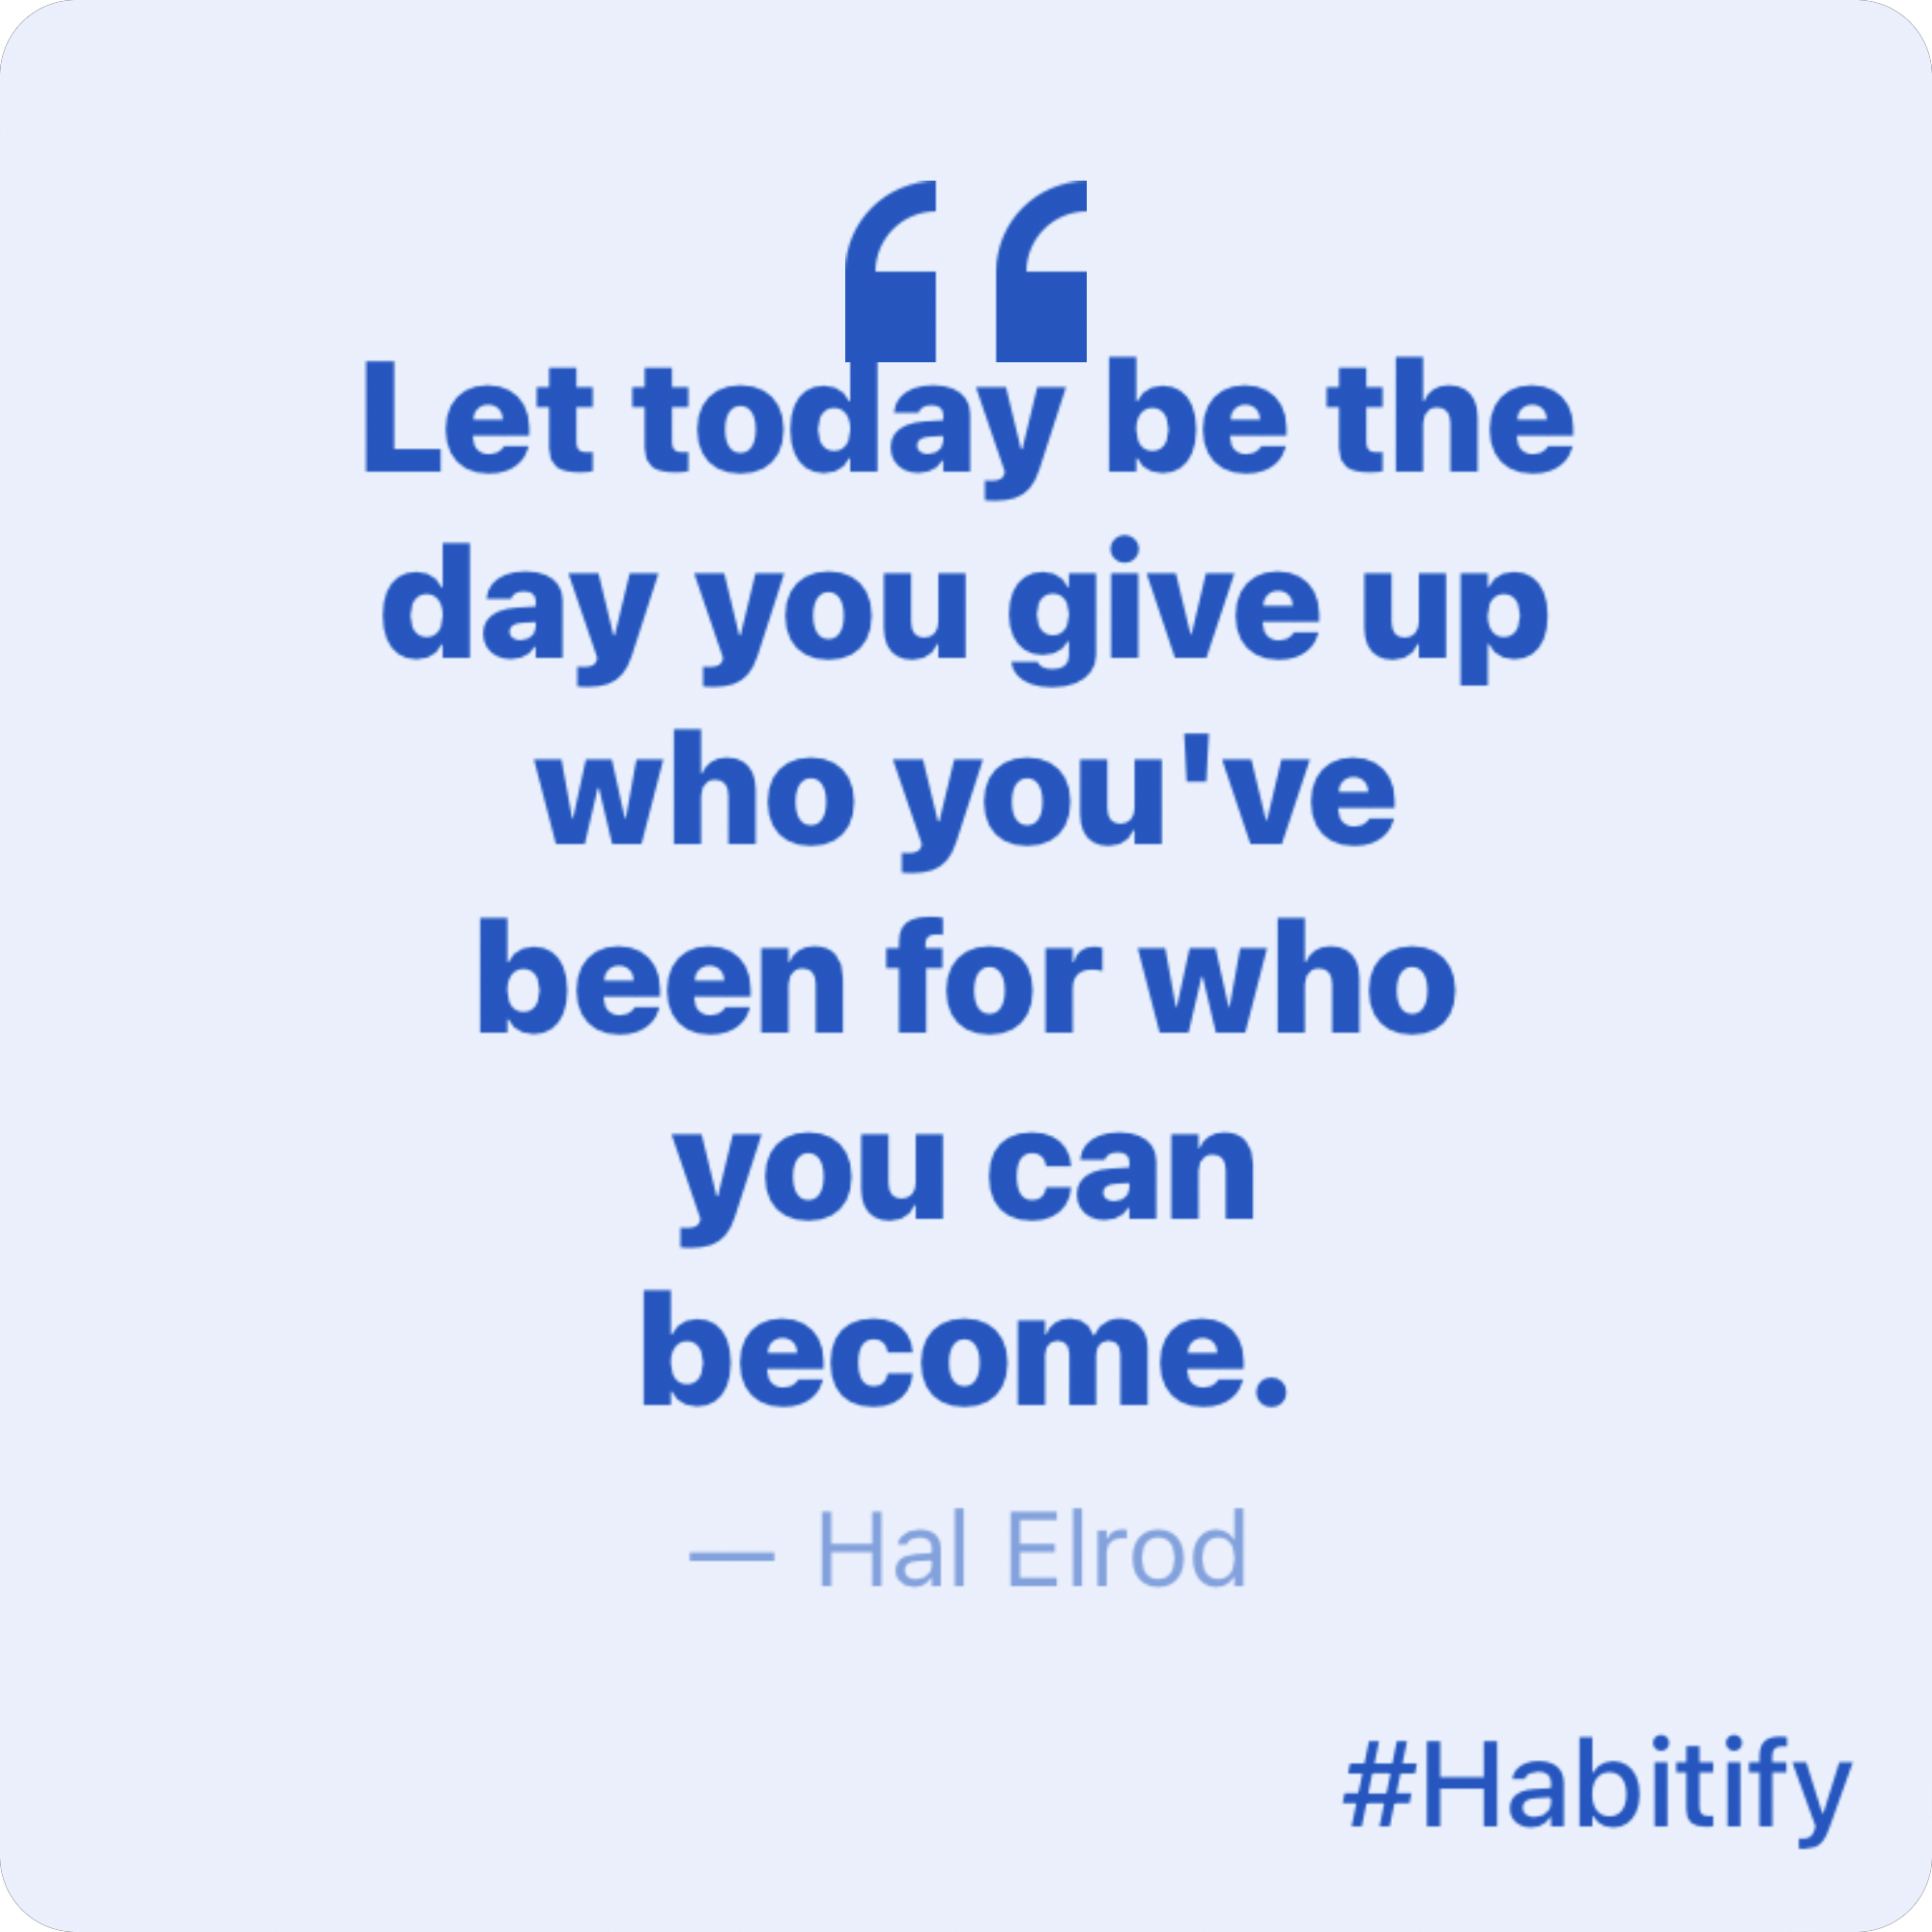 “
Let today be the
day you give up
who you've
been for who
you can
become.
— Hal Elrod
#Habitify